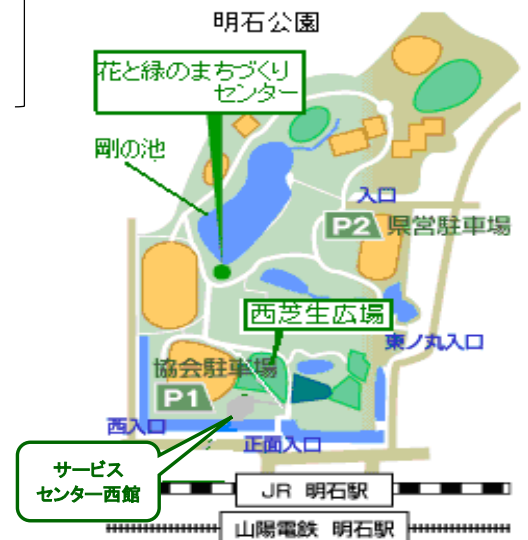 明石公園
花と緑のまちづくり
センター
剛の池
入口
P2 県営駐車場
西芝生広場
東ノ丸入口
協会駐車場
P1
西入口
正面入口
サービス
センター西館
JR 明石駅
山陽電鉄 明石駅